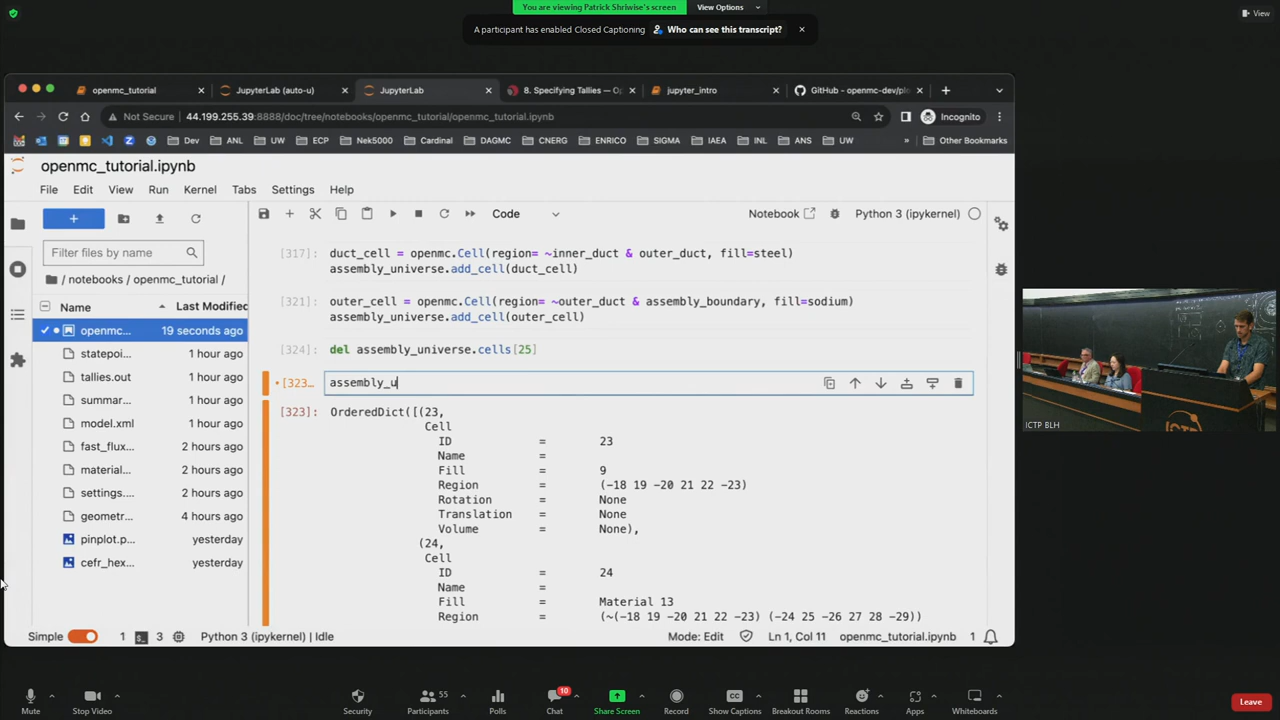 You are viewing Patrick Shriwise's screen
View Options
View
A participant has enabled Closed Captioning
Who can see this transcript?
openmc_tutorial
JupyterLab (auto-u)
JupyterLab
8. Specifying Tallies — Op
jupyter_intro
GitHub - openmc-dev/plo
Not Secure
44.199.255.39:8888/doc/tree/notebooks/openmc_tutorial/openmc_tutorial.ipynb
Incognito
Dev
ANL
UW
ECP
Nek5000
Cardinal
DAGMC
CNERG
ENRICO
SIGMA
IAEA
INL
ANS
UW
»
Other Bookmarks
openmc_tutorial.ipynb
File Edit View Run Kernel Tabs Settings Help
Code
Notebook
Python 3 (ipykernel)
Filter files by name
/ notebooks / openmc_tutorial /
Name Last Modified
openmc... 19 seconds ago
statepoi... 1 hour ago
tallies.out 1 hour ago
summar... 1 hour ago
model.xml 1 hour ago
fast_flux... 2 hours ago
material... 2 hours ago
settings.... 2 hours ago
geometr... 4 hours ago
pinplot.p... yesterday
cefr_hex... yesterday
[317]: duct_cell = openmc.Cell(region= ~inner_duct & outer_duct, fill=steel)
assembly_universe.add_cell(duct_cell)
[321]: outer_cell = openmc.Cell(region= ~outer_duct & assembly_boundary, fill=sodium)
assembly_universe.add_cell(outer_cell)
[324]: del assembly_universe.cells[25]
[323... assembly_u
[323]: OrderedDict([(23,
Cell
ID = 23
Name =
Fill = 9
Region = (-18 19 -20 21 22 -23)
Rotation = None
Translation = None
Volume = None),
(24,
Cell
ID = 24
Name =
Fill = Material 13
Region = (~(-18 19 -20 21 22 -23) (-24 25 -26 27 28 -29))
Simple
1
3
Python 3 (ipykernel) | Idle
Mode: Edit
Ln 1, Col 11
openmc_tutorial.ipynb
1
ICTP
ICTP BLH
Mute
Stop Video
Security
Participants
55
Polls
Chat
10
Share Screen
Record
Show Captions
Breakout Rooms
Reactions
Apps
Whiteboards
Leave